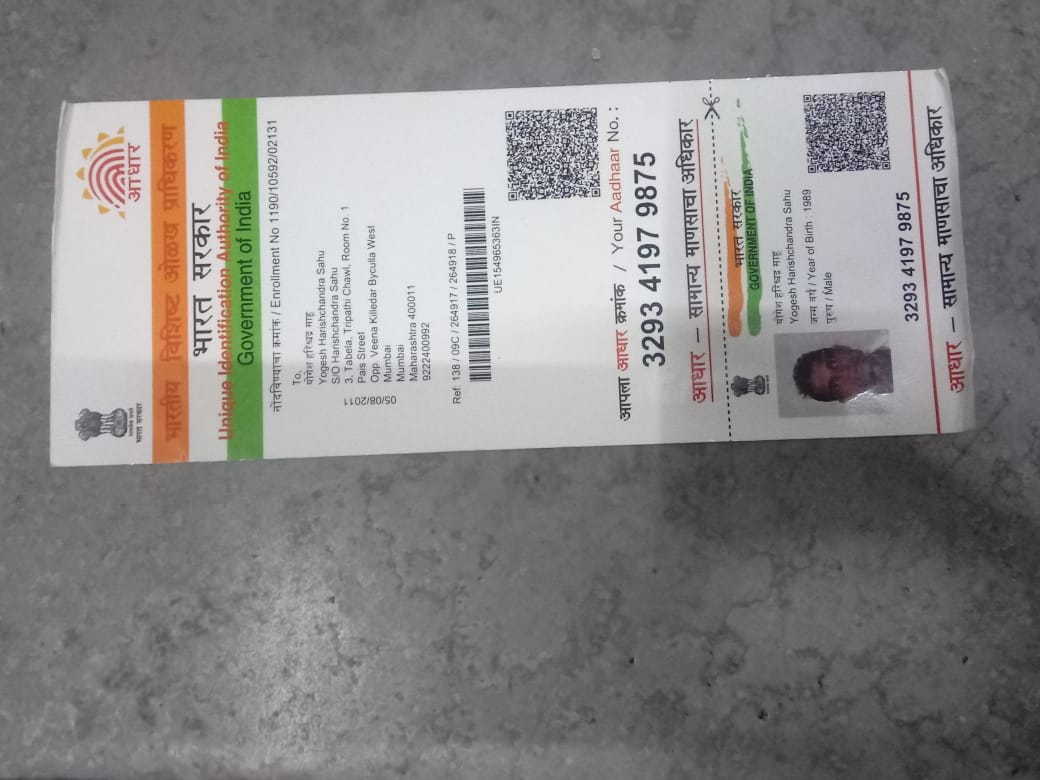 आधार
भारत सरकार
भारतीय विशिष्ट ओळख प्राधिकरण
भारत सरकार
Unique Identification Authority of India
Government of India
नोंदविण्याचा क्रमांक / Enrollment No 1190/10592/02131
To,
योगेश हरिश्चंद्र साहू
Yogesh Harishchandra Sahu
S/O Harishchandra Sahu
3, Tabela, Tripathi Chawl, Room No. 1
Pais Street
Opp. Veena Killedar Byculla West
Mumbai
Mumbai
Maharashtra 400011
9222400992
05/08/2011
Ref: 138 / 09C / 264917 / 264918 / P
UE154965363IN
आपला आधार क्रमांक / Your Aadhaar No. :
3293 4197 9875
आधार – सामान्य माणसाचा अधिकार
भारत सरकार
GOVERNMENT OF INDIA
योगेश हरिश्चंद्र साहू
Yogesh Harishchandra Sahu
जन्म वर्ष / Year of Birth : 1989
पुरुष / Male
3293 4197 9875
आधार – सामान्य माणसाचा अधिकार